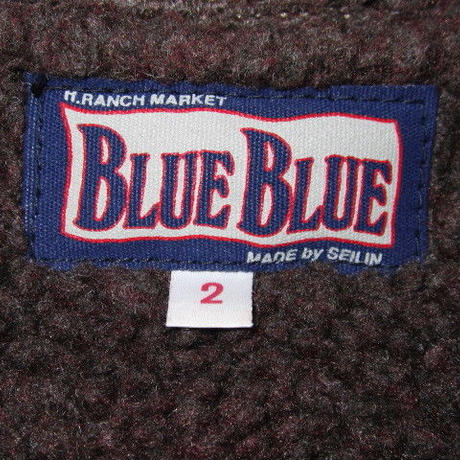 H.RANCH MARKET
BLUE BLUE
MADE by SEILIN
2